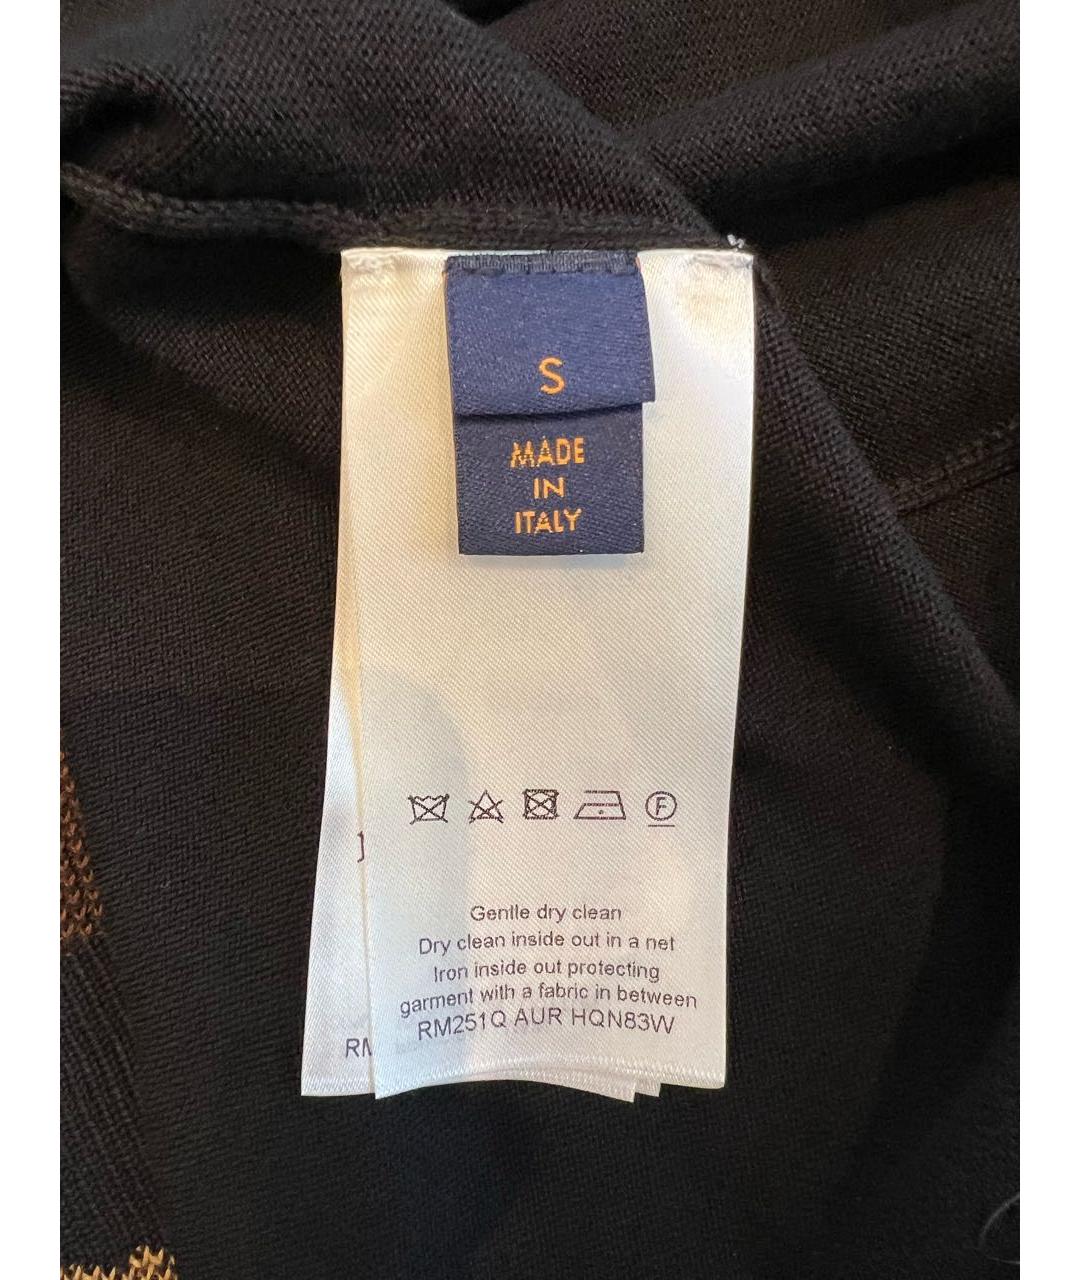 S
MADE
IN
ITALY
F
Gentle dry clean
Dry clean inside out in a net
Iron inside out protecting
garment with a fabric in between
RM251Q AUR HQN83W
RM